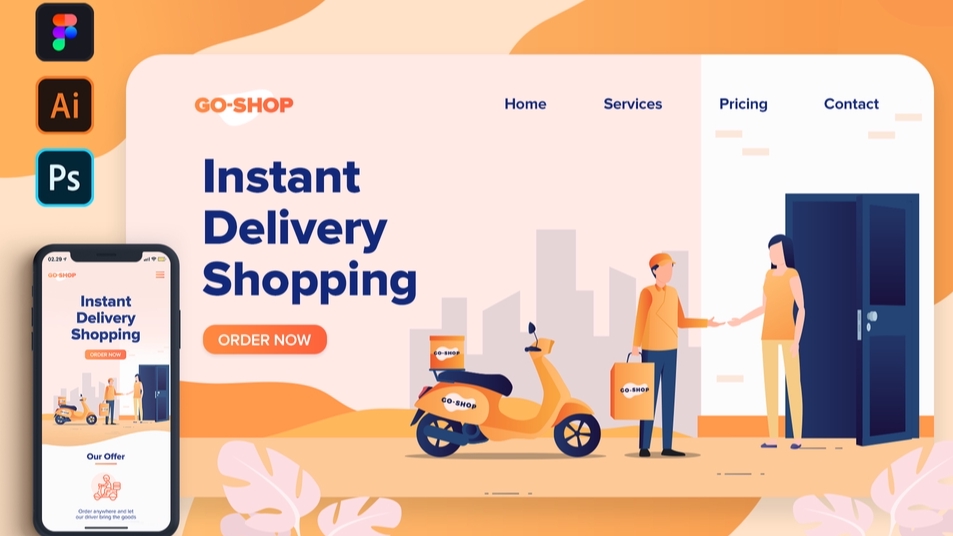 Ai
Ps
GO-SHOP
Home
Services
Pricing
Contact
Instant
Delivery
Shopping
ORDER NOW
GO-SHOP
GO-SHOP
GO-SHOP
02.29
GO-SHOP
Instant
Delivery
Shopping
ORDER NOW
Our Offer
Order anywhere and let
our driver bring the goods